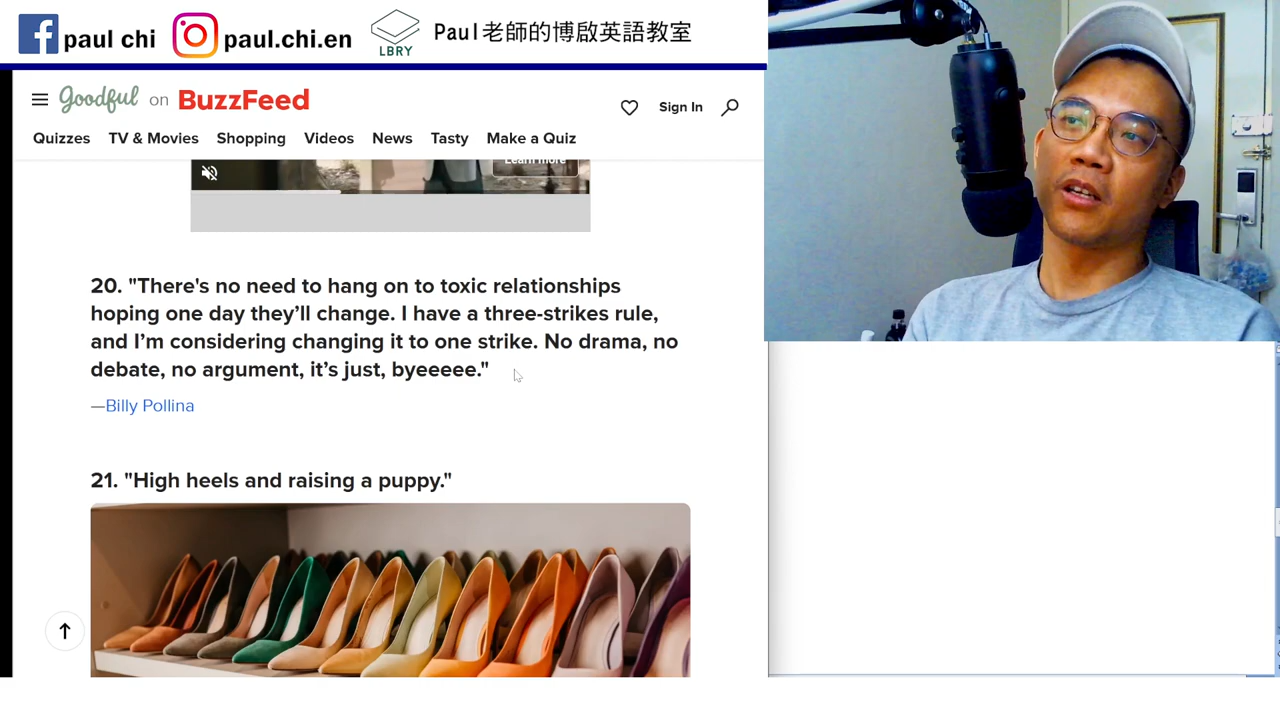 paul chi
paul.chi.en
LBRY
Paul老師的博啟英語教室
goodful on BuzzFeed
Sign In
Quizzes TV & Movies Shopping Videos News Tasty Make a Quiz
Learn more
20. "There's no need to hang on to toxic relationships
hoping one day they’ll change. I have a three-strikes rule,
and I’m considering changing it to one strike. No drama, no
debate, no argument, it’s just, byeeeee."
—Billy Pollina
21. "High heels and raising a puppy."